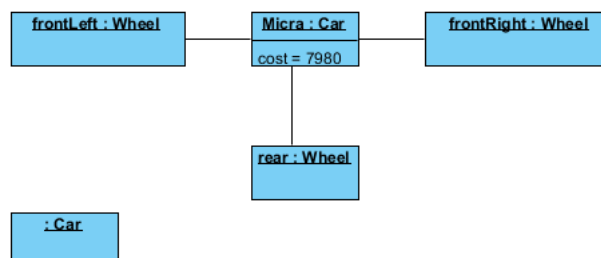 frontLeft : Wheel
Micra : Car
frontRight : Wheel
cost = 7980
rear : Wheel
: Car